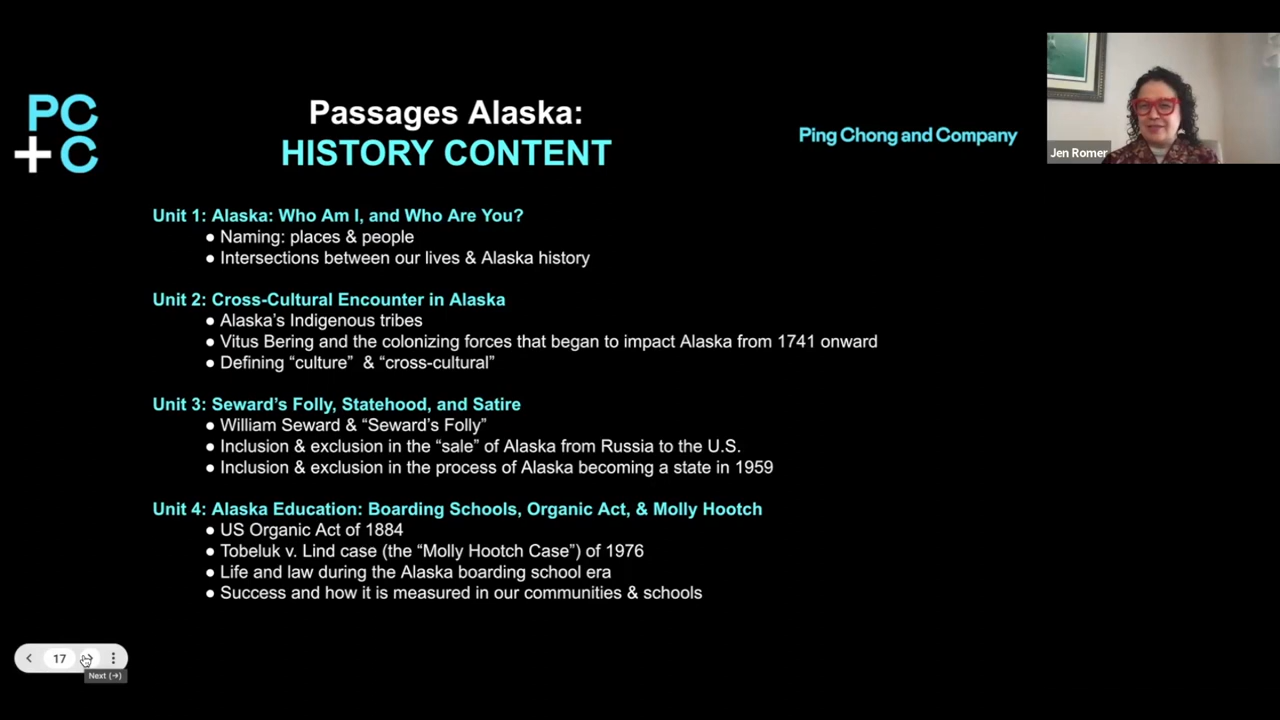 PC
+C
Passages Alaska:
HISTORY CONTENT
Ping Chong and Company
Jen Romer
Unit 1: Alaska: Who Am I, and Who Are You?
● Naming: places & people
● Intersections between our lives & Alaska history
Unit 2: Cross-Cultural Encounter in Alaska
● Alaska’s Indigenous tribes
● Vitus Bering and the colonizing forces that began to impact Alaska from 1741 onward
● Defining “culture”  & “cross-cultural”
Unit 3: Seward’s Folly, Statehood, and Satire
● William Seward & “Seward’s Folly”
● Inclusion & exclusion in the “sale” of Alaska from Russia to the U.S.
● Inclusion & exclusion in the process of Alaska becoming a state in 1959
Unit 4: Alaska Education: Boarding Schools, Organic Act, & Molly Hootch
● US Organic Act of 1884
● Tobeluk v. Lind case (the “Molly Hootch Case”) of 1976
● Life and law during the Alaska boarding school era
● Success and how it is measured in our communities & schools
17
Next (→)